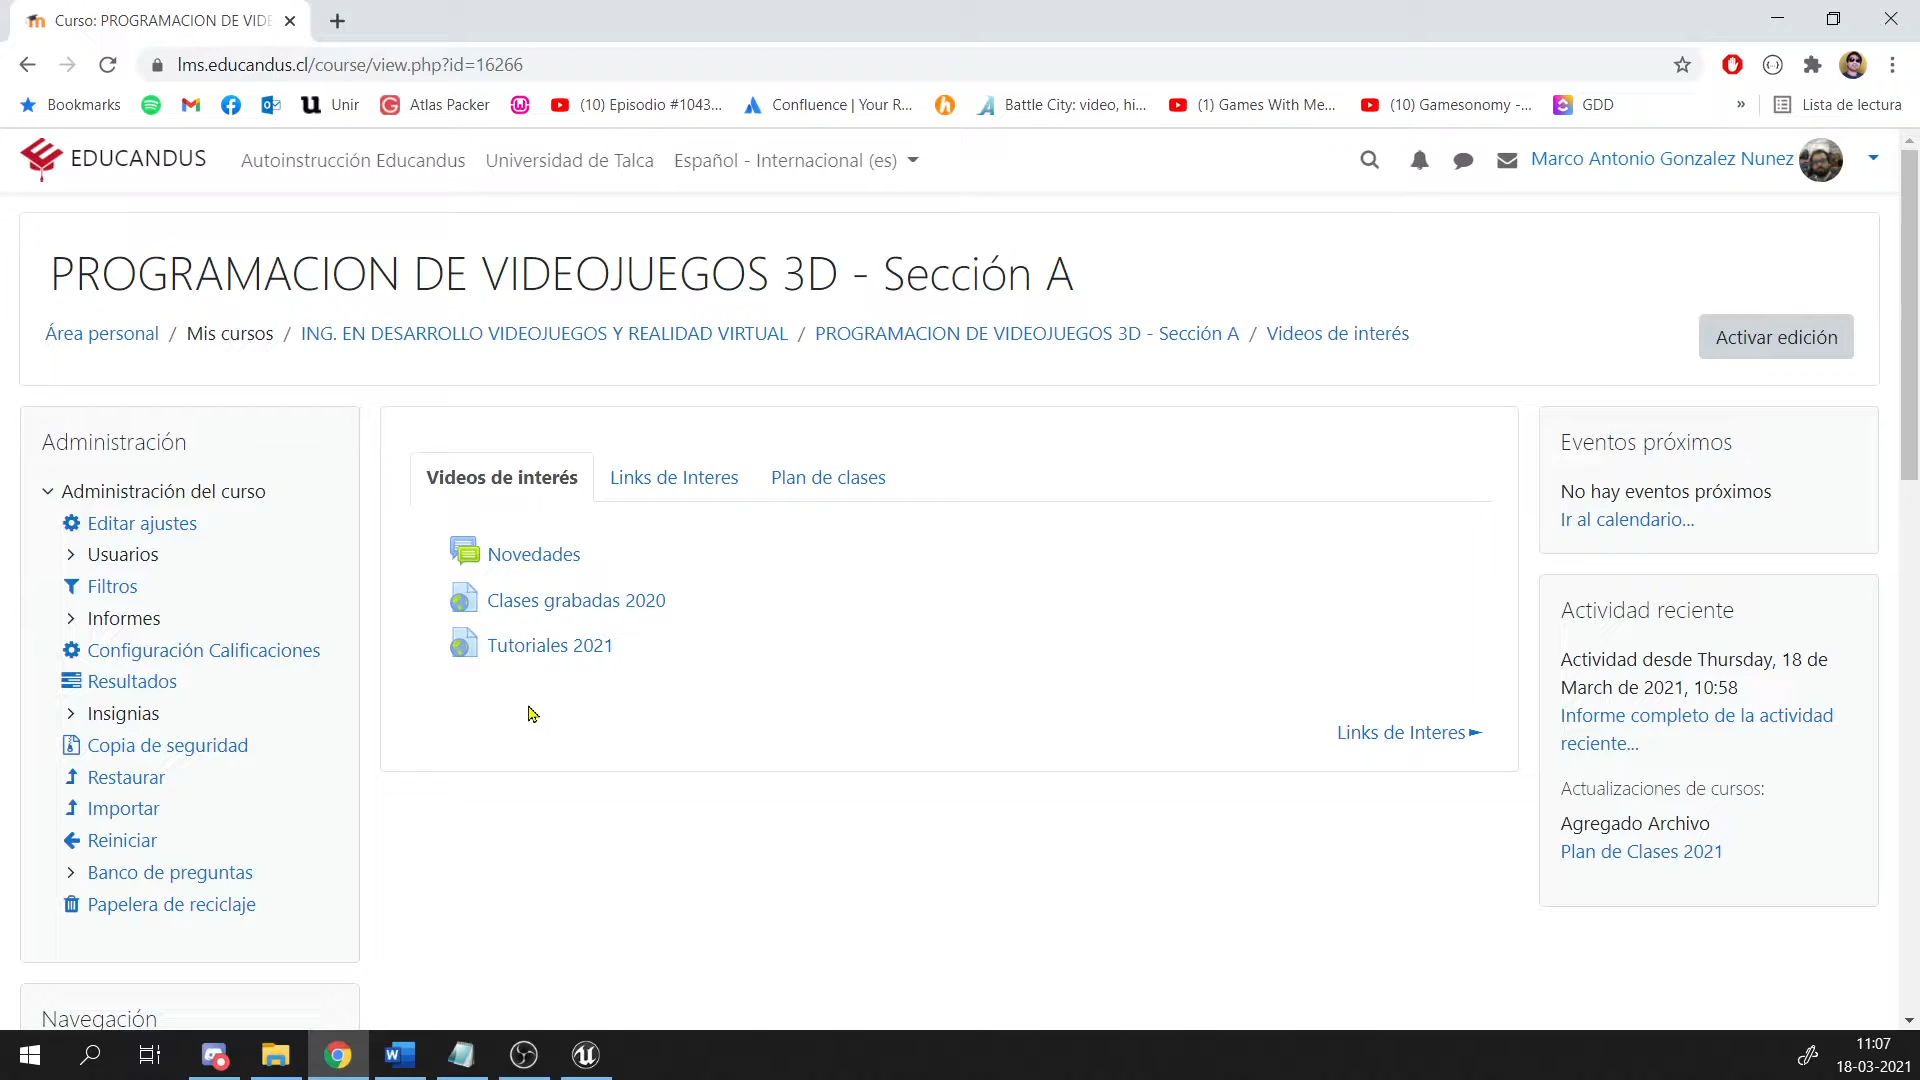 Curso: PROGRAMACION DE VIDE
lms.educandus.cl/course/view.php?id=16266
Bookmarks
Unir
Atlas Packer
(10) Episodio #1043...
Confluence | Your R...
Battle City: video, hi...
(1) Games With Me...
(10) Gamesonomy -...
GDD
»
Lista de lectura
EDUCANDUS
Autoinstrucción Educandus
Universidad de Talca
Español - Internacional (es)
Marco Antonio Gonzalez Nunez
PROGRAMACION DE VIDEOJUEGOS 3D - Sección A
Área personal / Mis cursos / ING. EN DESARROLLO VIDEOJUEGOS Y REALIDAD VIRTUAL / PROGRAMACION DE VIDEOJUEGOS 3D - Sección A / Videos de interés
Activar edición
Administración
Administración del curso
Editar ajustes
Usuarios
Filtros
Informes
Configuración Calificaciones
Resultados
Insignias
Copia de seguridad
Restaurar
Importar
Reiniciar
Banco de preguntas
Papelera de reciclaje
Navegación
Videos de interés
Links de Interes
Plan de clases
Novedades
Clases grabadas 2020
Tutoriales 2021
Links de Interes►
Eventos próximos
No hay eventos próximos
Ir al calendario...
Actividad reciente
Actividad desde Thursday, 18 de
March de 2021, 10:58
Informe completo de la actividad
reciente...
Actualizaciones de cursos:
Agregado Archivo
Plan de Clases 2021
11:07
18-03-2021